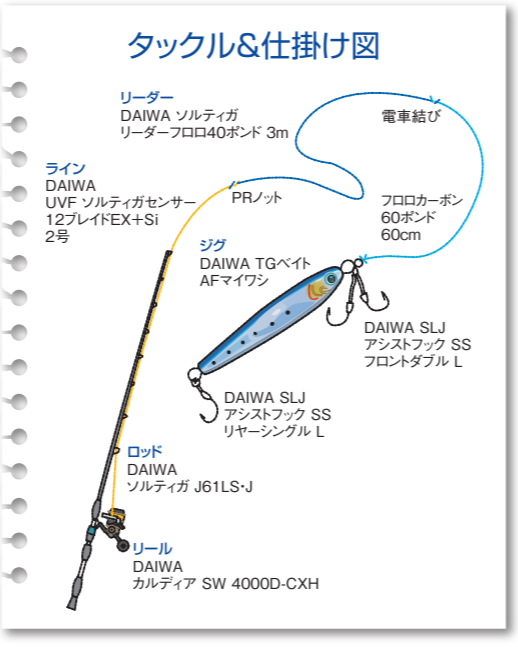 タックル&仕掛け図
リーダー
DAIWA ソルティガ
リーダーフロロ40ポンド 3m
電車結び
ライン
DAIWA
UVF ソルティガセンサー
12ブレイドEX+Si
2号
PRノット
フロロカーボン
60ポンド
60cm
ジグ
DAIWA TGベイト
AFマイワシ
DAIWA SLJ
アシストフック SS
フロントダブル L
DAIWA SLJ
アシストフック SS
リヤーシングル L
ロッド
DAIWA
ソルティガ J61LS・J
リール
DAIWA
カルディア SW 4000D-CXH